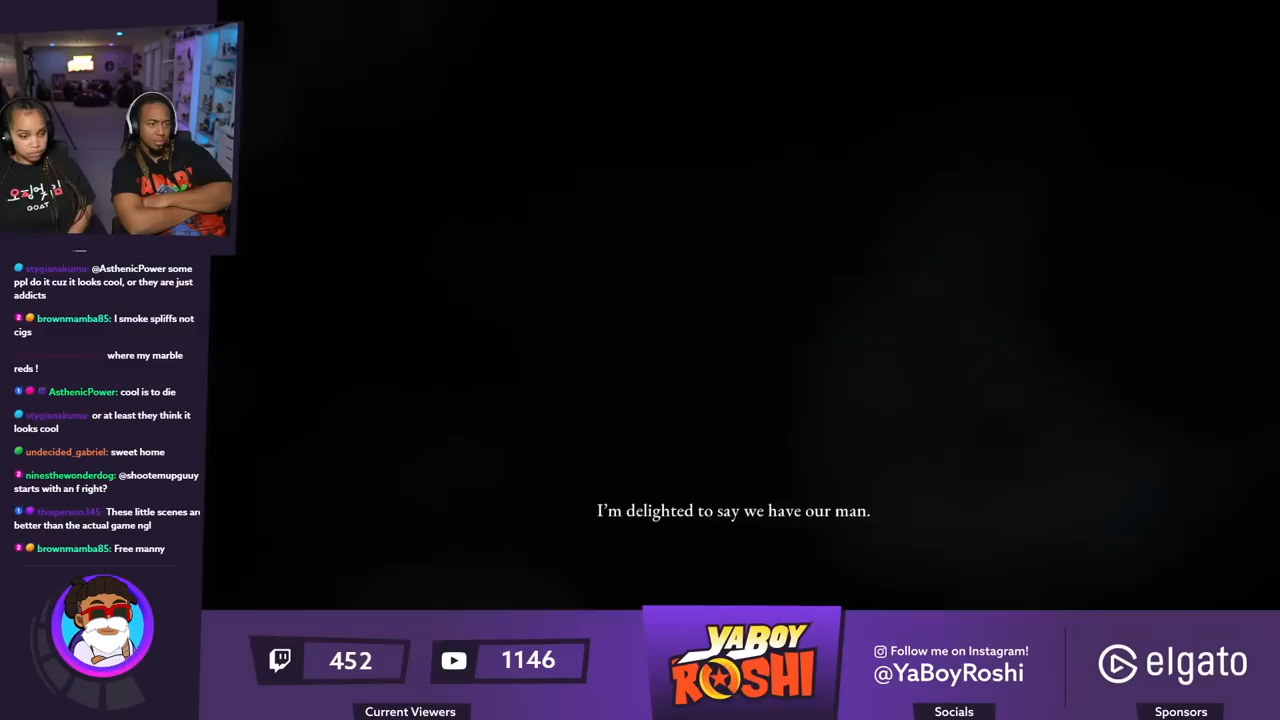 오징어게임
GOAT
stygianakuma: @AsthenicPower some
ppl do it cuz it looks cool, or they are just
addicts
brownmamba85: I smoke spliffs not
cigs
where my marble
reds !
AsthenicPower: cool is to die
stygianakuma: or at least they think it
looks cool
undecided_gabriel: sweet home
ninesthewonderdog: @shootemupguuy
starts with an f right?
thisperson345: These little scenes are
better than the actual game ngl
brownmamba85: Free manny
I'm delighted to say we have our man.
452
1146
Current Viewers
YABOY
ROSHI
Follow me on Instagram!
@YaBoyRoshi
Socials
elgato
Sponsors